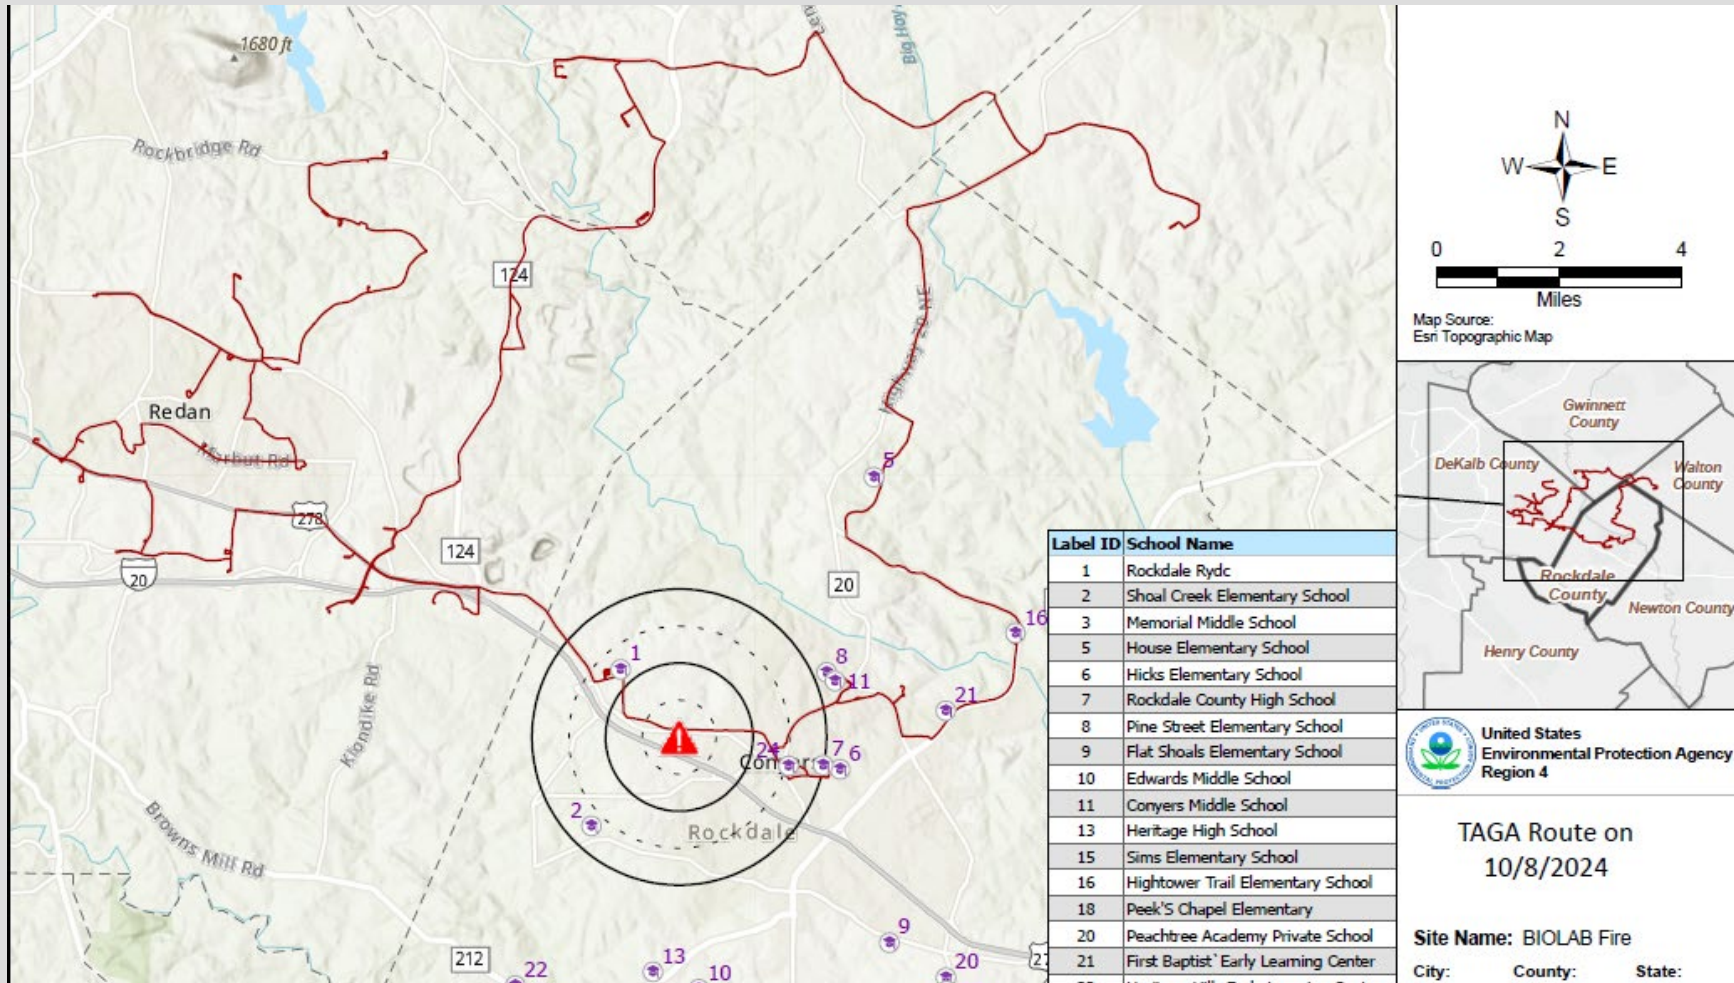 1680 ft
Rockbridge Rd
Big Hay
124
Highway 20 NE
Redan
Marbut Rd
278
5
124
20
20
16
1
8
11
21
Klondike Rd
24
7
6
Conyers
2
Rockdale
Browns Mill Rd
9
212
22
13
10
20
Label ID School Name
1 Rockdale Rydc
2 Shoal Creek Elementary School
3 Memorial Middle School
5 House Elementary School
6 Hicks Elementary School
7 Rockdale County High School
8 Pine Street Elementary School
9 Flat Shoals Elementary School
10 Edwards Middle School
11 Conyers Middle School
13 Heritage High School
15 Sims Elementary School
16 Hightower Trail Elementary School
18 Peek'S Chapel Elementary
20 Peachtree Academy Private School
21 First Baptist`Early Learning Center
N
W E
S
0 2 4
Miles
Map Source:
Esri Topographic Map
Gwinnett
County
DeKalb County
Walton
County
Rockdale
County
Newton County
Henry County
United States
Environmental Protection Agency
Region 4
TAGA Route on
10/8/2024
Site Name: BIOLAB Fire
City: County: State: